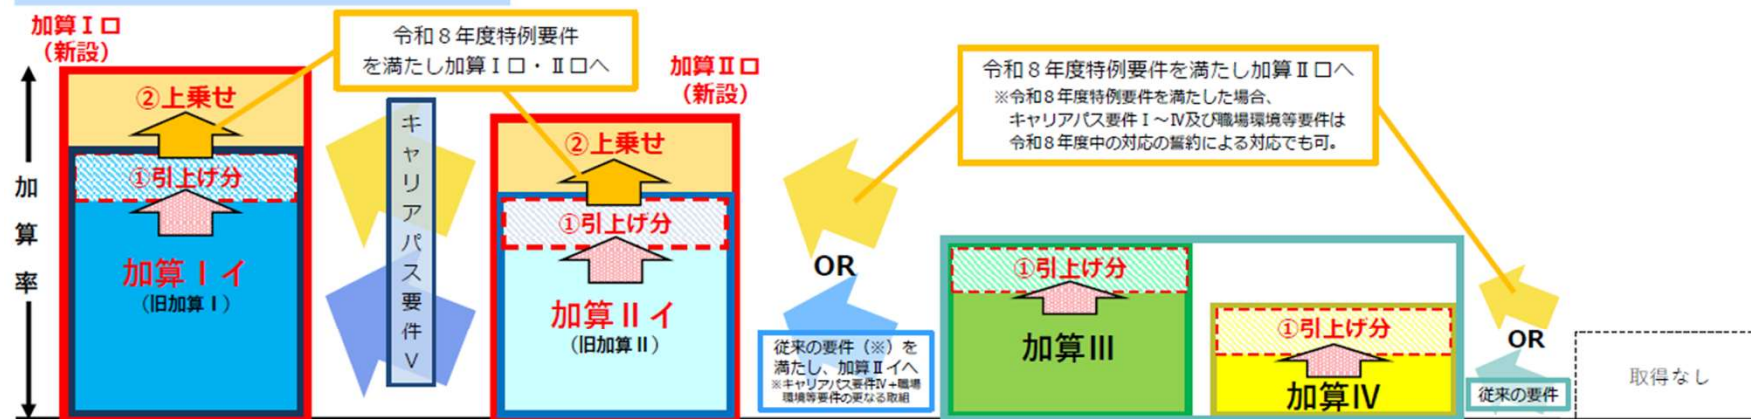 加算Ⅰロ
(新設)
令和8年度特例要件
を満たし加算Ⅰロ・Ⅱロへ
加算Ⅱロ
(新設)
令和8年度特例要件を満たし加算Ⅱロへ
※令和8年度特例要件を満たした場合、
キャリアパス要件Ⅰ~Ⅳ及び職場環境等要件は
令和8年度中の対応の誓約による対応でも可。
加算率
②上乗せ
①引上げ分
加算Ⅰイ
(旧加算Ⅰ)
キャリアパス要件Ⅴ
②上乗せ
①引上げ分
加算Ⅱイ
(旧加算Ⅱ)
OR
従来の要件(※)を
満たし、加算Ⅱイへ
※キャリアパス要件Ⅳ+職場
環境等要件の更なる取組
①引上げ分
加算Ⅲ
①引上げ分
加算Ⅳ
OR
従来の要件
取得なし